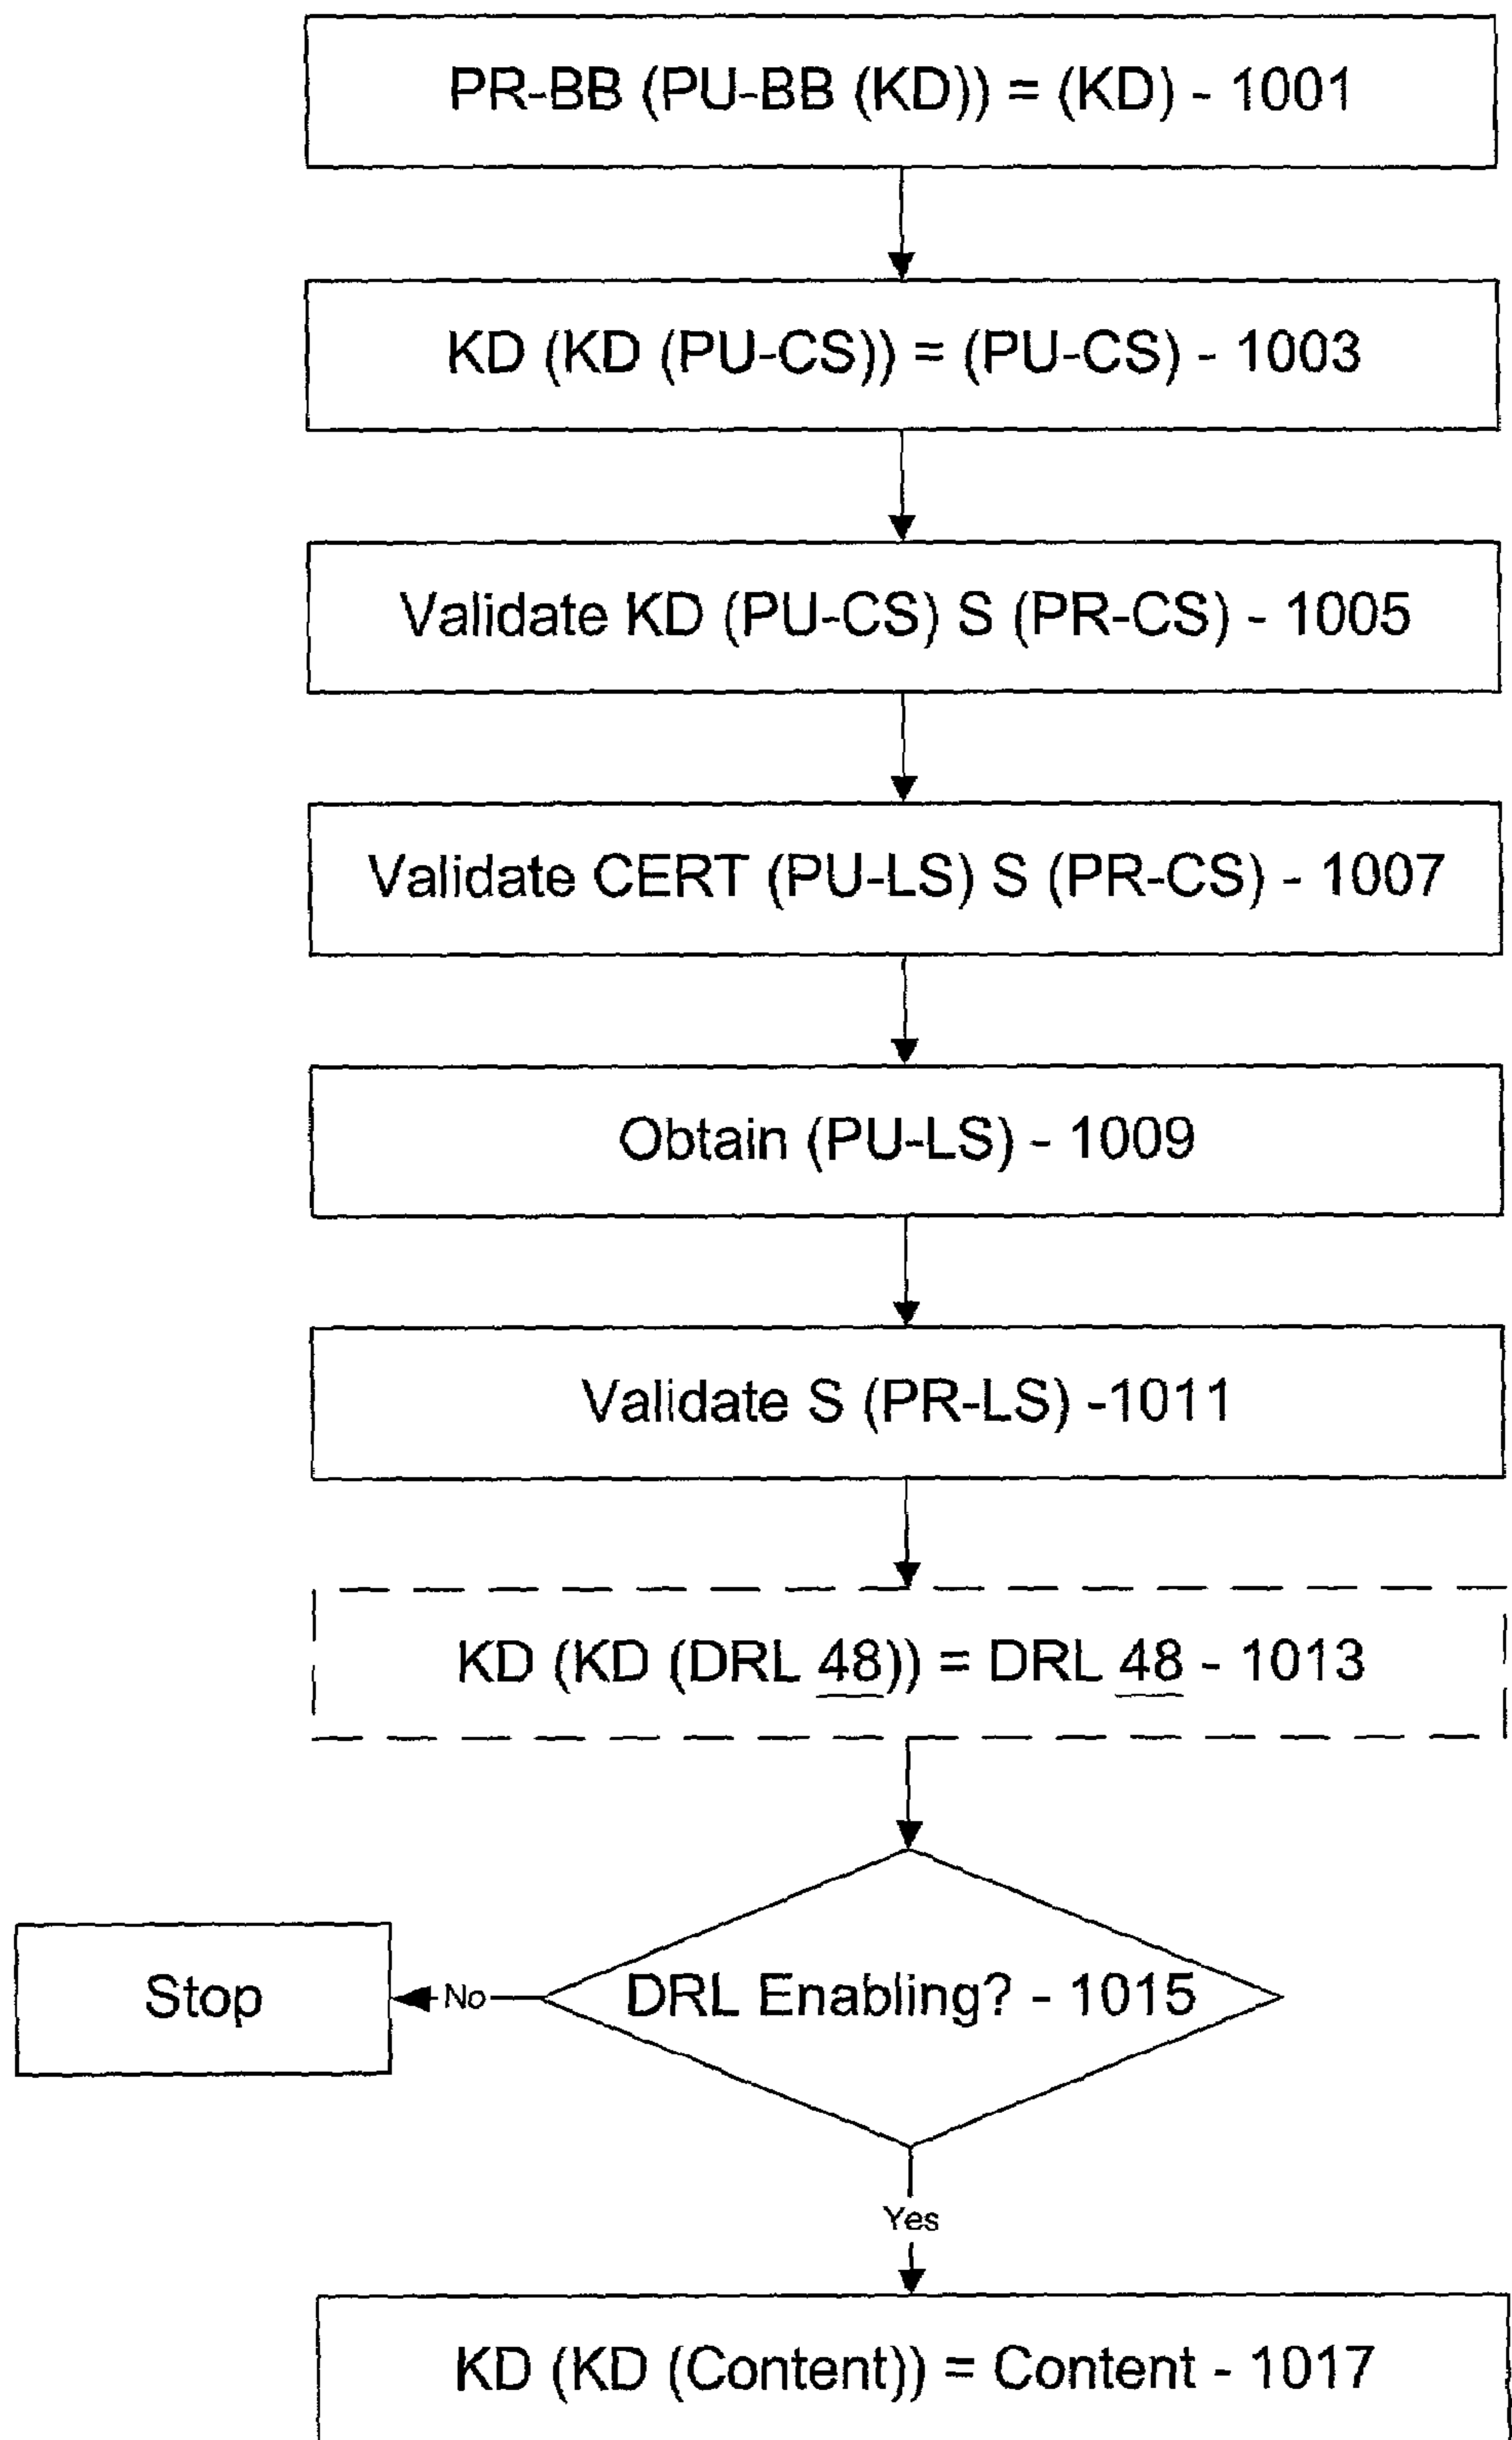 PR-BB (PU-BB (KD)) = (KD) - 1001
KD (KD (PU-CS)) = (PU-CS) - 1003
Validate KD (PU-CS) S (PR-CS) - 1005
Validate CERT (PU-LS) S (PR-CS) - 1007
Obtain (PU-LS) - 1009
Validate S (PR-LS) -1011
KD (KD (DRL 48)) = DRL 48 - 1013
DRL Enabling? - 1015
No
Stop
Yes
KD (KD (Content)) = Content - 1017